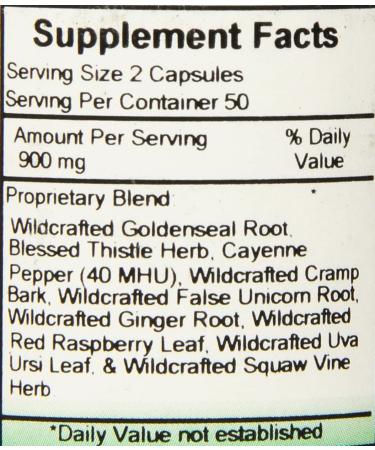 Supplement Facts
Serving Size 2 Capsules
Serving Per Container 50
Amount Per Serving % Daily
900 mg Value
Proprietary Blend *
Wildcrafted Goldenseal Root,
Blessed Thistle Herb, Cayenne
Pepper (40 MHU), Wildcrafted Cramp
Bark, Wildcrafted False Unicorn Root,
Wildcrafted Ginger Root, Wildcrafted
Red Raspberry Leaf, Wildcrafted Uva
Ursi Leaf, & Wildcrafted Squaw Vine
Herb
*Daily Value not established